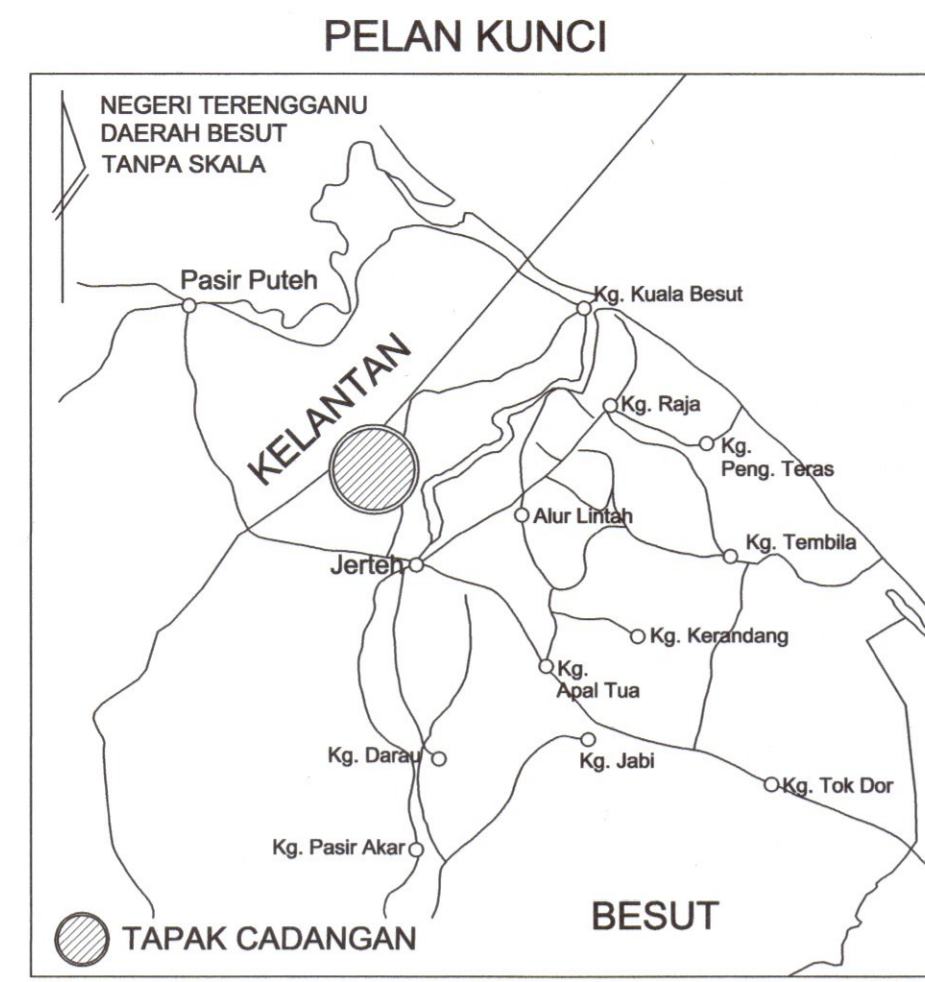 PELAN KUNCI
NEGERI TERENGGANU
DAERAH BESUT
TANPA SKALA
Pasir Puteh
Kg. Kuala Besut
KELANTAN
Kg. Raja
Kg.
Peng. Teras
Alur Lintah
Kg. Tembila
Jerteh
Kg. Kerandang
Kg.
Apal Tua
Kg. Darau
Kg. Jabi
Kg. Tok Dor
Kg. Pasir Akar
BESUT
TAPAK CADANGAN